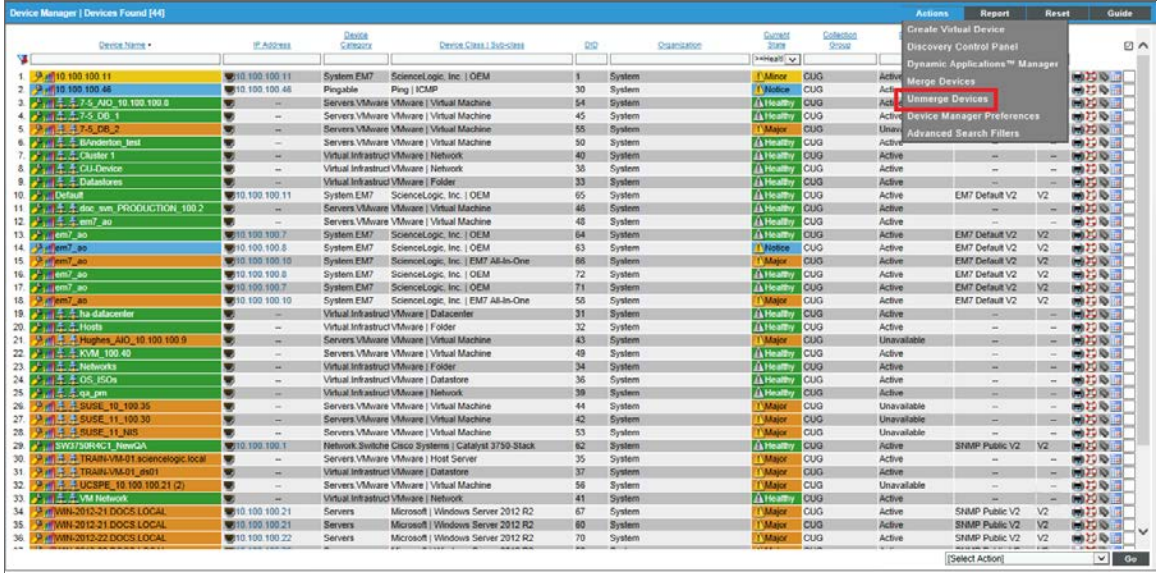 Device Manager | Devices Found [44]
Actions Report Reset Guide
Create Virtual Device
Discovery Control Panel
Dynamic Applications™ Manager
Merge Devices
Unmerge Devices
Device Manager Preferences
Advanced Search Filters
Device Name • IP Address Device Category Device Class | Sub-class DID Organization Current State Collection Group
>=Healt
1. 10.100.100.11 10.100.100.11 System.EM7 ScienceLogic, Inc. | OEM 1 System Minor CUG Active
2. 10.100.100.46 10.100.100.46 Pingable Ping | ICMP 30 System Notice CUG
3. 7-5_AIO_10.100.100.8 -- Servers.VMware VMware | Virtual Machine 54 System Healthy CUG Active
4. 7-5_DB_1 -- Servers.VMware VMware | Virtual Machine 45 System Healthy CUG
5. 7-5_DB_2 -- Servers.VMware VMware | Virtual Machine 55 System Major CUG
6. BAnderton_test -- Servers.VMware VMware | Virtual Machine 50 System Healthy CUG Active
7. Cluster 1 -- Virtual.Infrastruct VMware | Network 40 System Healthy CUG Active -- --
8. CU-Device -- Virtual.Infrastruct VMware | Network 38 System Healthy CUG Active -- --
9. Datastores -- Virtual.Infrastruct VMware | Folder 33 System Healthy CUG Active -- --
10. Default 10.100.100.11 System.EM7 ScienceLogic, Inc. | OEM 65 System Healthy CUG Active EM7 Default V2 V2
11. doc_svn_PRODUCTION_100.2 -- Servers.VMware VMware | Virtual Machine 46 System Healthy CUG Active -- --
12. em7_ao -- Servers.VMware VMware | Virtual Machine 48 System Healthy CUG Active -- --
13. em7_ao 10.100.100.7 System.EM7 ScienceLogic, Inc. | OEM 64 System Healthy CUG Active EM7 Default V2 V2
14. em7_ao 10.100.100.8 System.EM7 ScienceLogic, Inc. | OEM 63 System Notice CUG Active EM7 Default V2 V2
15. em7_ao 10.100.100.10 System.EM7 ScienceLogic, Inc. | EM7 All-In-One 66 System Major CUG Active EM7 Default V2 V2
16. em7_ao 10.100.100.8 System.EM7 ScienceLogic, Inc. | OEM 72 System Healthy CUG Active EM7 Default V2 V2
17. em7_ao 10.100.100.7 System.EM7 ScienceLogic, Inc. | OEM 71 System Healthy CUG Active EM7 Default V2 V2
18. em7_ao 10.100.100.10 System.EM7 ScienceLogic, Inc. | EM7 All-In-One 58 System Major CUG Active EM7 Default V2 V2
19. ha-datacenter -- Virtual.Infrastruct VMware | Datacenter 31 System Healthy CUG Active -- --
20. Hosts -- Virtual.Infrastruct VMware | Folder 32 System Healthy CUG Active -- --
21. Hughes_AIO_10.100.100.9 -- Servers.VMware VMware | Virtual Machine 43 System Major CUG Unavailable -- --
22. KVM_100.40 -- Servers.VMware VMware | Virtual Machine 49 System Healthy CUG Active -- --
23. Networks -- Virtual.Infrastruct VMware | Folder 34 System Healthy CUG Active -- --
24. OS_ISOs -- Virtual.Infrastruct VMware | Datastore 36 System Healthy CUG Active -- --
25. qa_pm -- Virtual.Infrastruct VMware | Network 39 System Healthy CUG Active -- --
26. SUSE_10_100.35 -- Servers.VMware VMware | Virtual Machine 44 System Major CUG Unavailable -- --
27. SUSE_11_100.30 -- Servers.VMware VMware | Virtual Machine 42 System Major CUG Unavailable -- --
28. SUSE_11_NIS -- Servers.VMware VMware | Virtual Machine 53 System Major CUG Unavailable -- --
29. SW3750R4C1_NewQA 10.100.100.1 Network.Switche Cisco Systems | Catalyst 3750-Stack 62 System Healthy CUG Active SNMP Public V2 V2
30. TRAIN-VM-01.sciencelogic.local -- Servers.VMware VMware | Host Server 35 System Major CUG Active -- --
31. TRAIN-VM-01_ds01 -- Virtual.Infrastruct VMware | Datastore 37 System Major CUG Active -- --
32. UCSPE_10.100.100.21 (2) -- Servers.VMware VMware | Virtual Machine 56 System Major CUG Unavailable -- --
33. VM Network -- Virtual.Infrastruct VMware | Network 41 System Healthy CUG Active -- --
34. WIN-2012-21.DOCS.LOCAL 10.100.100.21 Servers Microsoft | Windows Server 2012 R2 67 System Major CUG Active SNMP Public V2 V2
35. WIN-2012-21.DOCS.LOCAL 10.100.100.21 Servers Microsoft | Windows Server 2012 R2 60 System Major CUG Active SNMP Public V2 V2
36. WIN-2012-22.DOCS.LOCAL 10.100.100.22 Servers Microsoft | Windows Server 2012 R2 70 System Major CUG Active SNMP Public V2 V2
[Select Action] Go